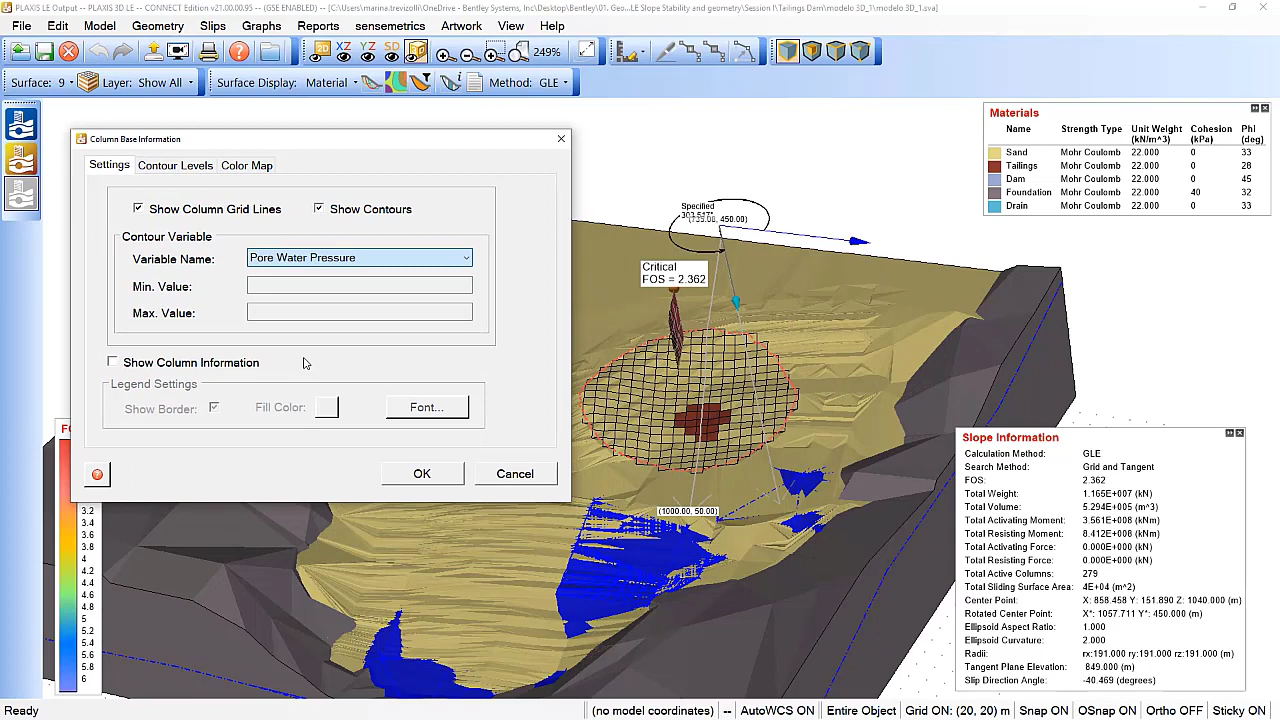 PLAXIS LE Output - PLAXIS 3D LE - CONNECT Edition v21.00.00.95 - (GSE ENABLED) - [C:\Users\marina.trevizolli\OneDrive - Bentley Systems, Inc\Desktop\Bentley\01. Geo...LE Slope Stability and geometry\Session I\Tailings Dam\modelo 3D_1\modelo 3D_1.sva]
File Edit Model Geometry Slips Graphs Reports sensemetrics Artwork View Help
2D XZ YZ SD 249%
Surface: 9 Layer: Show All Surface Display: Material Method: GLE
Column Base Information
Settings Contour Levels Color Map
Show Column Grid Lines Show Contours
Contour Variable
Variable Name: Pore Water Pressure
Min. Value:
Max. Value:
Show Column Information
Legend Settings
Show Border: Fill Color: Font...
OK Cancel
3.2
3.4
3.6
3.8
4
4.2
4.4
4.6
4.8
5
5.2
5.4
5.6
5.8
6
Specified
(735.00, 450.00)
Critical
FOS = 2.362
(1000.00, 50.00)
Materials
Name Strength Type Unit Weight (kN/m^3) Cohesion (kPa) Phi (deg)
Sand Mohr Coulomb 22.000 0 33
Tailings Mohr Coulomb 22.000 0 28
Dam Mohr Coulomb 22.000 0 45
Foundation Mohr Coulomb 22.000 40 32
Drain Mohr Coulomb 22.000 0 33
Slope Information
Calculation Method: GLE
Search Method: Grid and Tangent
FOS: 2.362
Total Weight: 1.165E+007 (kN)
Total Volume: 5.294E+005 (m^3)
Total Activating Moment: 3.561E+008 (kNm)
Total Resisting Moment: 8.412E+008 (kNm)
Total Activating Force: 0.000E+000 (kN)
Total Resisting Force: 0.000E+000 (kN)
Total Active Columns: 279
Total Sliding Surface Area: 4E+04 (m^2)
Center Point: X: 858.458 Y: 151.890 Z: 1040.000 (m)
Rotated Center Point: X*: 1057.711 Y*: 450.000 (m)
Ellipsoid Aspect Ratio: 1.000
Ellipsoid Curvature: 2.000
Radii: rx:191.000 ry:191.000 rz:191.000 (m)
Tangent Plane Elevation: 849.000 (m)
Slip Direction Angle: -40.469 (degrees)
Ready (no model coordinates) -- AutoWCS ON Entire Object Grid ON: (20, 20) m Snap ON OSnap ON Ortho OFF Sticky ON